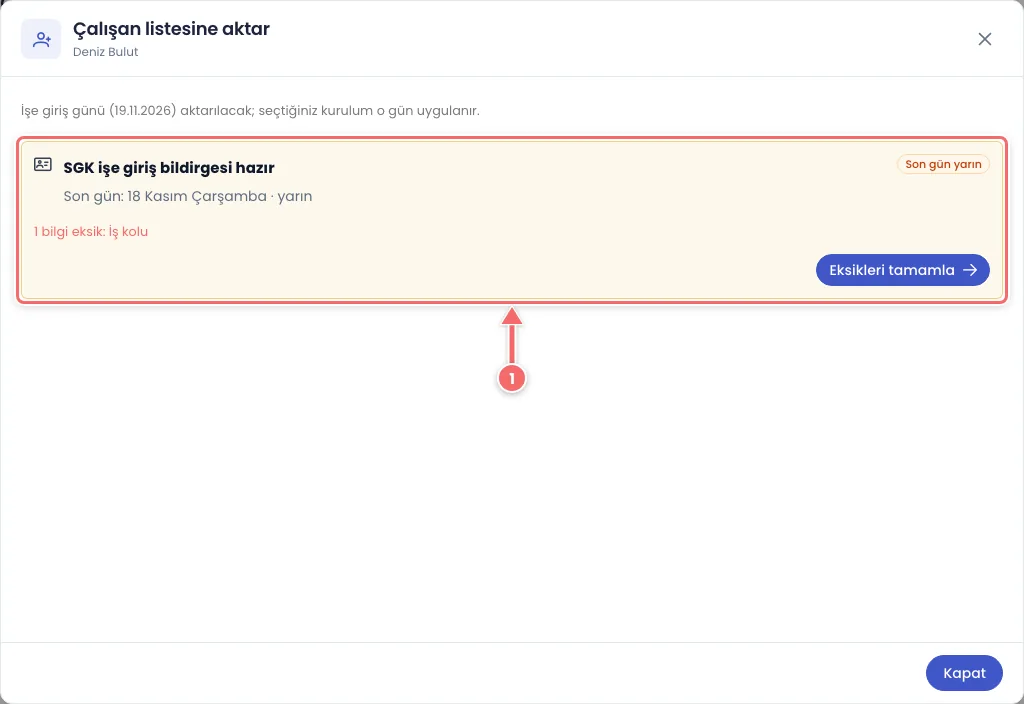 Çalışan listesine aktar
Deniz Bulut
İşe giriş günü (19.11.2026) aktarılacak; seçtiğiniz kurulum o gün uygulanır.
SGK işe giriş bildirgesi hazır
Son gün yarın
Son gün: 18 Kasım Çarşamba · yarın
1 bilgi eksik: İş kolu
Eksikleri tamamla
1
Kapat